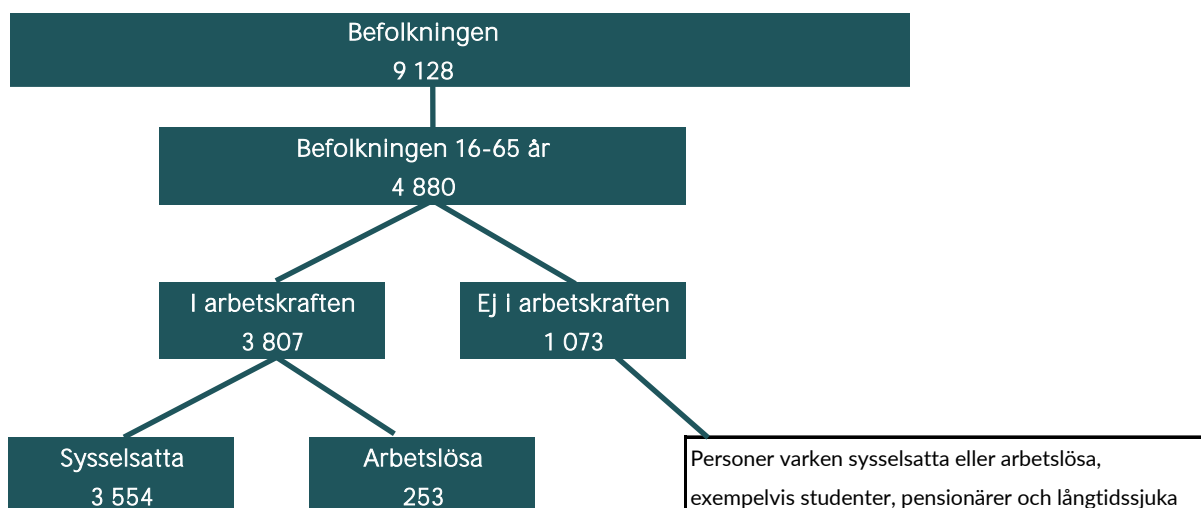 Befolkningen
9 128
Befolkningen 16-65 år
4 880
I arbetskraften
3 807
Ej i arbetskraften
1 073
Sysselsatta
3 554
Arbetslösa
253
Personer varken sysselsatta eller arbetslösa,
exempelvis studenter, pensionärer och långtidssjuka